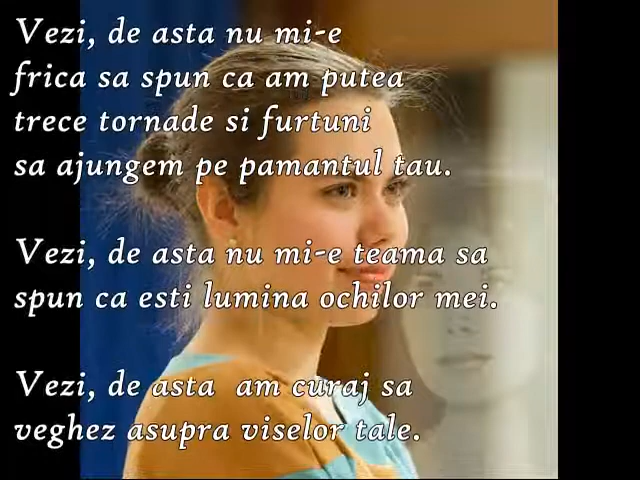 Vezi, de asta nu mi-e
frica sa spun ca am putea
trece tornade si furtuni
sa ajungem pe pamantul tau.
Vezi, de asta nu mi-e teama sa
spun ca esti lumina ochilor mei.
Vezi, de asta am curaj sa
veghez asupra viselor tale.